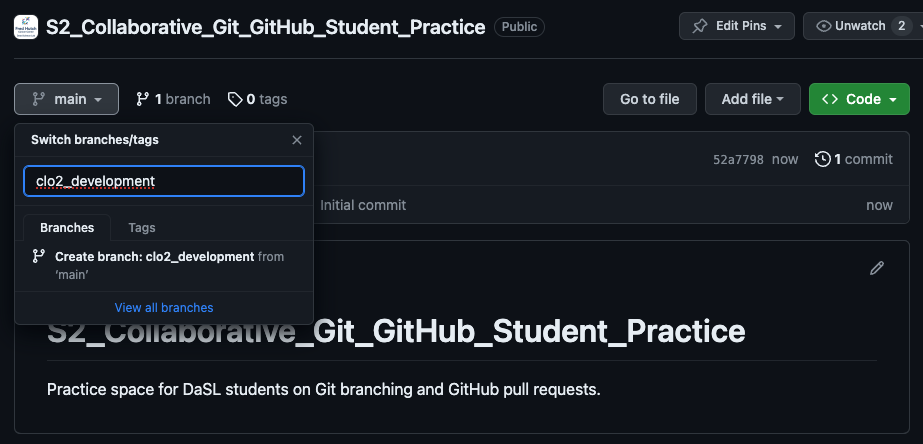 S2_Collaborative_Git_GitHub_Student_Practice Public Edit Pins Unwatch 2
main 1 branch 0 tags Go to file Add file Code
Switch branches/tags
52a7798 now 1 commit
clo2_development
Initial commit now
Branches Tags
Create branch: clo2_development from
'main'
View all branches
S2_Collaborative_Git_GitHub_Student_Practice
Practice space for DaSL students on Git branching and GitHub pull requests.